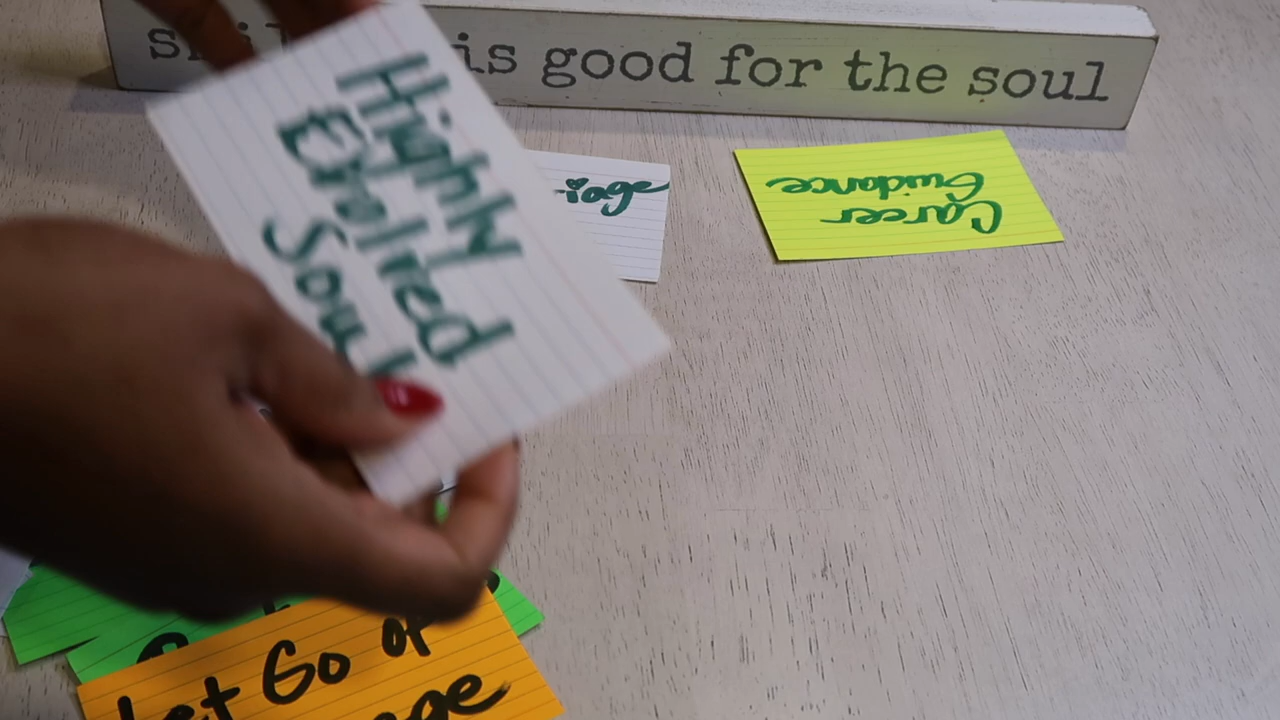 is good for the soul
Highly
Evolved
Soul
Career
Guidance
Let Go of